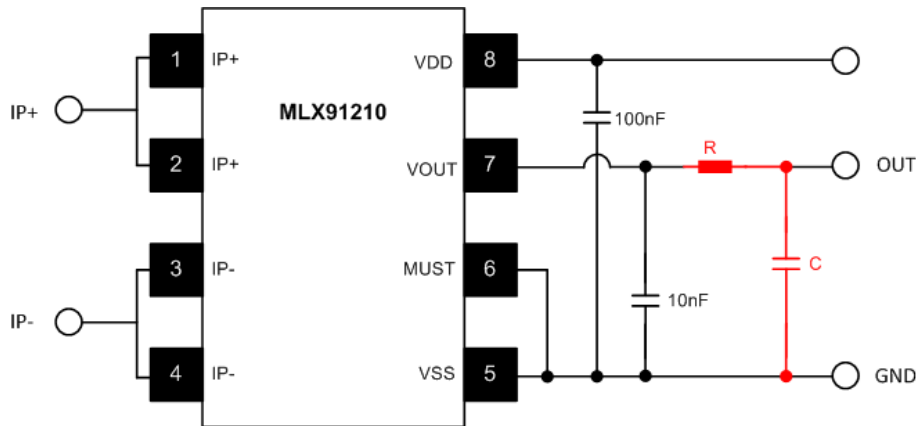 1 IP+ VDD 8
MLX91210
IP+
100nF
2 IP+ VOUT 7 R OUT
3 IP- MUST 6 C
10nF
IP-
4 IP- VSS 5 GND